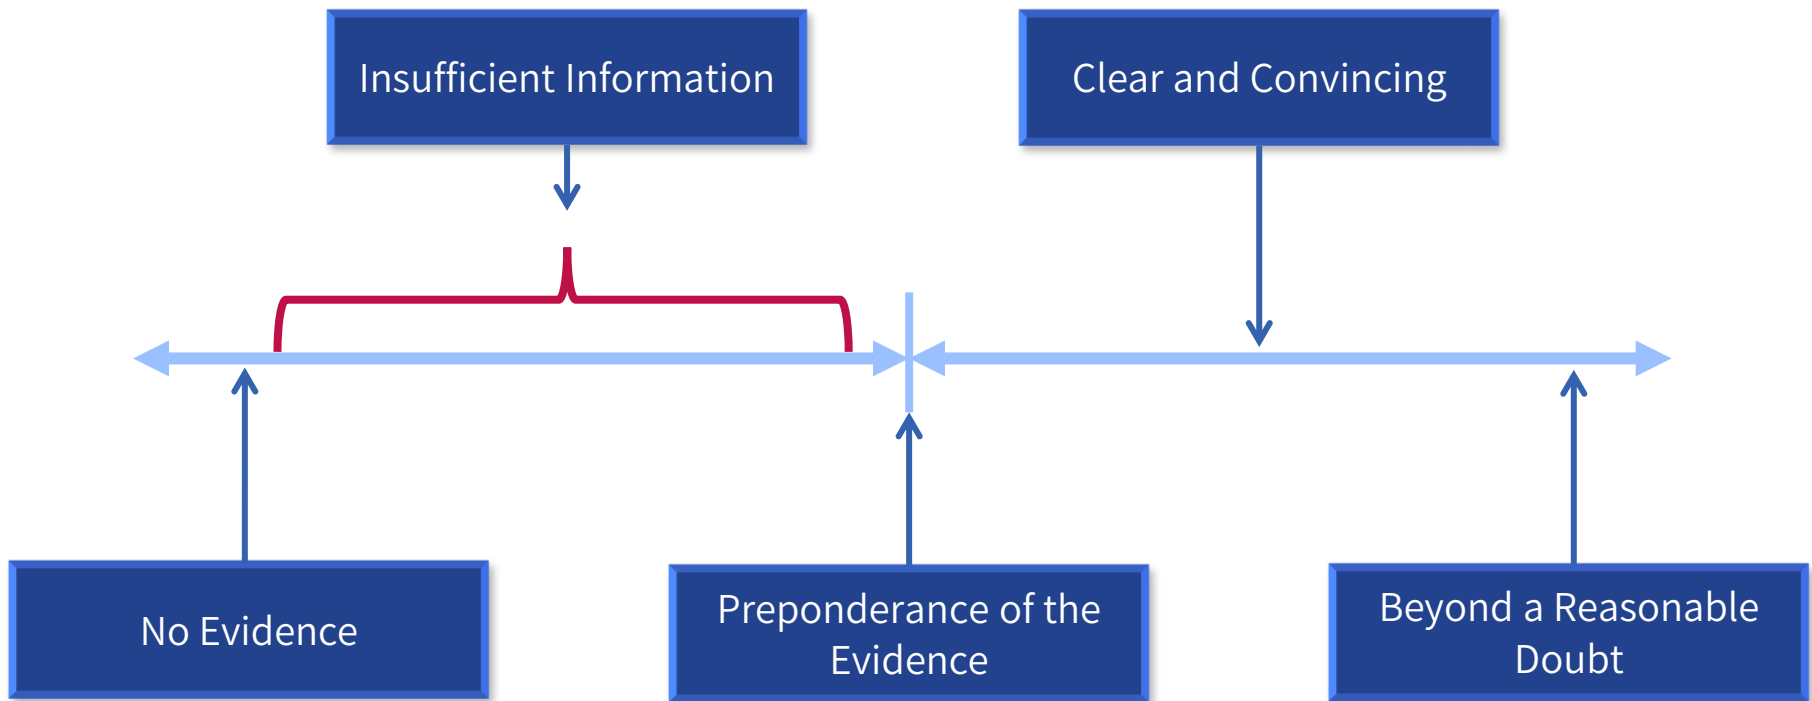 Insufficient Information
Clear and Convincing
No Evidence
Preponderance of the
Evidence
Beyond a Reasonable
Doubt